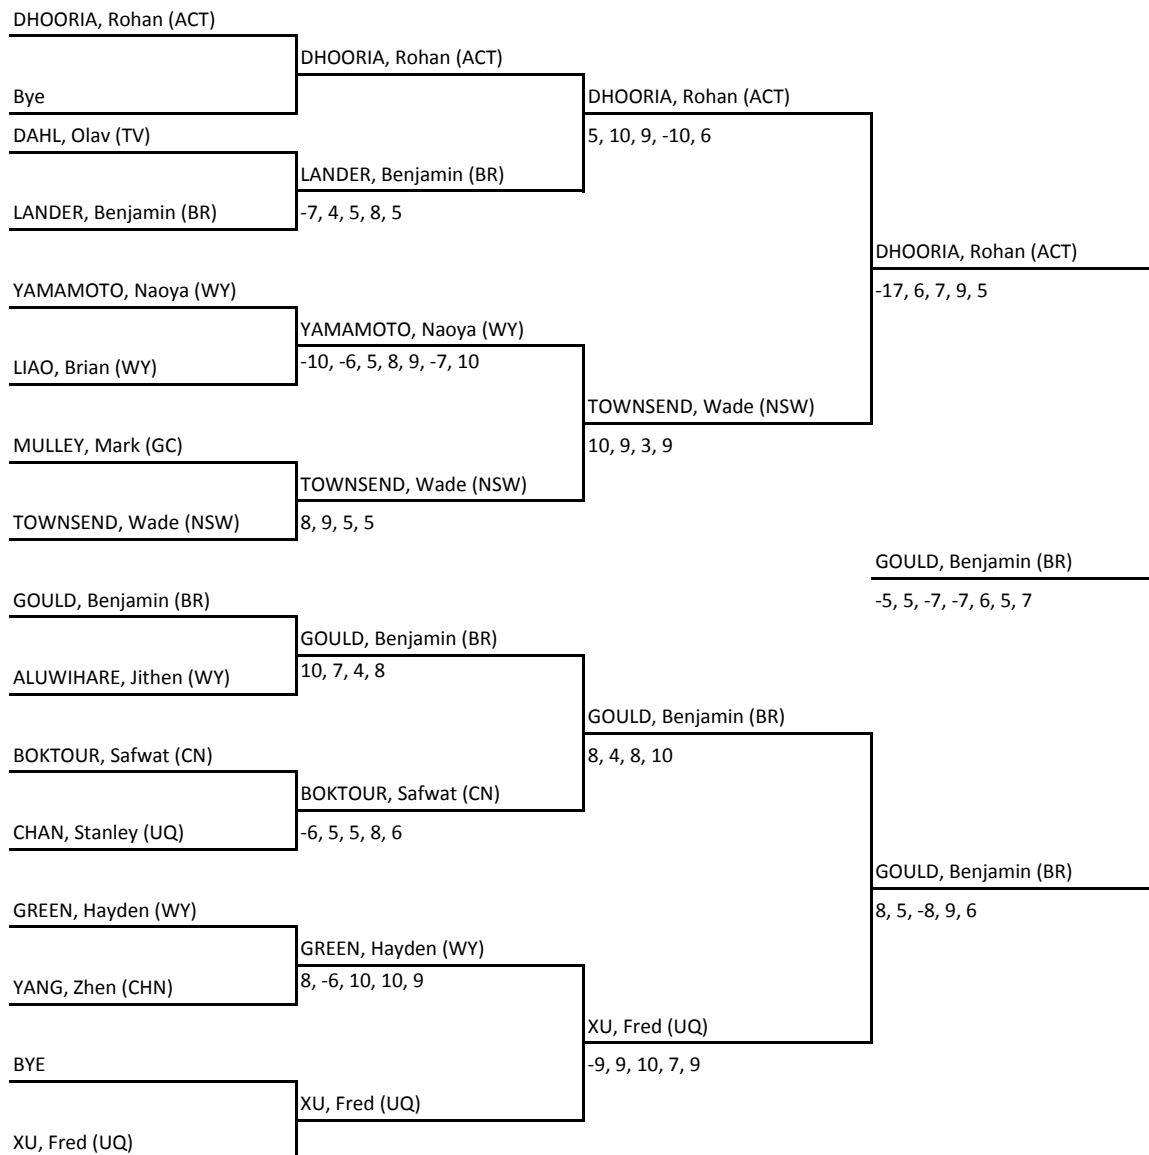 DHOORIA, Rohan (ACT)
DHOORIA, Rohan (ACT)
Bye
DHOORIA, Rohan (ACT)
DAHL, Olav (TV)
5, 10, 9, -10, 6
LANDER, Benjamin (BR)
LANDER, Benjamin (BR)
-7, 4, 5, 8, 5
DHOORIA, Rohan (ACT)
YAMAMOTO, Naoya (WY)
-17, 6, 7, 9, 5
YAMAMOTO, Naoya (WY)
LIAO, Brian (WY)
-10, -6, 5, 8, 9, -7, 10
TOWNSEND, Wade (NSW)
MULLEY, Mark (GC)
10, 9, 3, 9
TOWNSEND, Wade (NSW)
TOWNSEND, Wade (NSW)
8, 9, 5, 5
GOULD, Benjamin (BR)
GOULD, Benjamin (BR)
-5, 5, -7, -7, 6, 5, 7
GOULD, Benjamin (BR)
ALUWIHARE, Jithen (WY)
10, 7, 4, 8
GOULD, Benjamin (BR)
BOKTOUR, Safwat (CN)
8, 4, 8, 10
BOKTOUR, Safwat (CN)
CHAN, Stanley (UQ)
-6, 5, 5, 8, 6
GOULD, Benjamin (BR)
GREEN, Hayden (WY)
8, 5, -8, 9, 6
GREEN, Hayden (WY)
YANG, Zhen (CHN)
8, -6, 10, 10, 9
XU, Fred (UQ)
BYE
-9, 9, 10, 7, 9
XU, Fred (UQ)
XU, Fred (UQ)